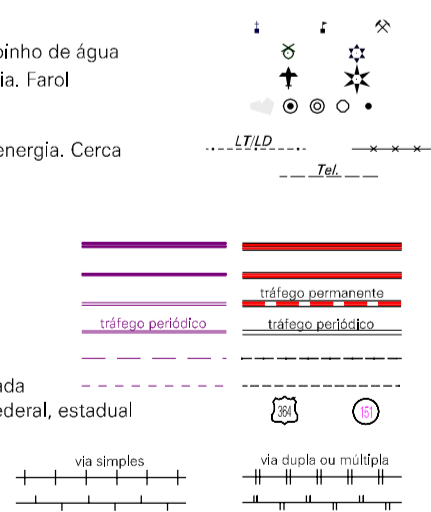 pinho de água
ia. Farol
energia. Cerca
LT/LD
Tel.
tráfego permanente
tráfego periódico
tráfego periódico
ada
ederal, estadual
364
151
via simples
via dupla ou múltipla